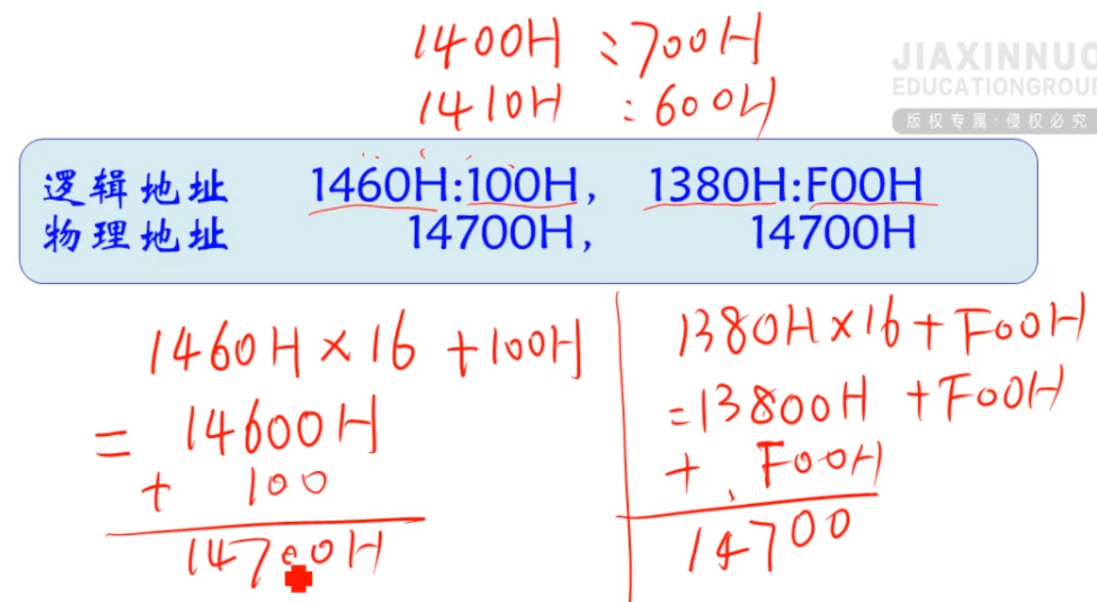 1400H :700H
1410H :600H
JIAXINNUO
EDUCATIONGROUP
版权专属·侵权必究
逻辑地址 1460H:100H, 1380H:F00H
物理地址 14700H, 14700H
1460H×16+100H
= 14600H
+ 100
14700H
1380H×16+F00H
=13800H +F00H
+ F00H
14700